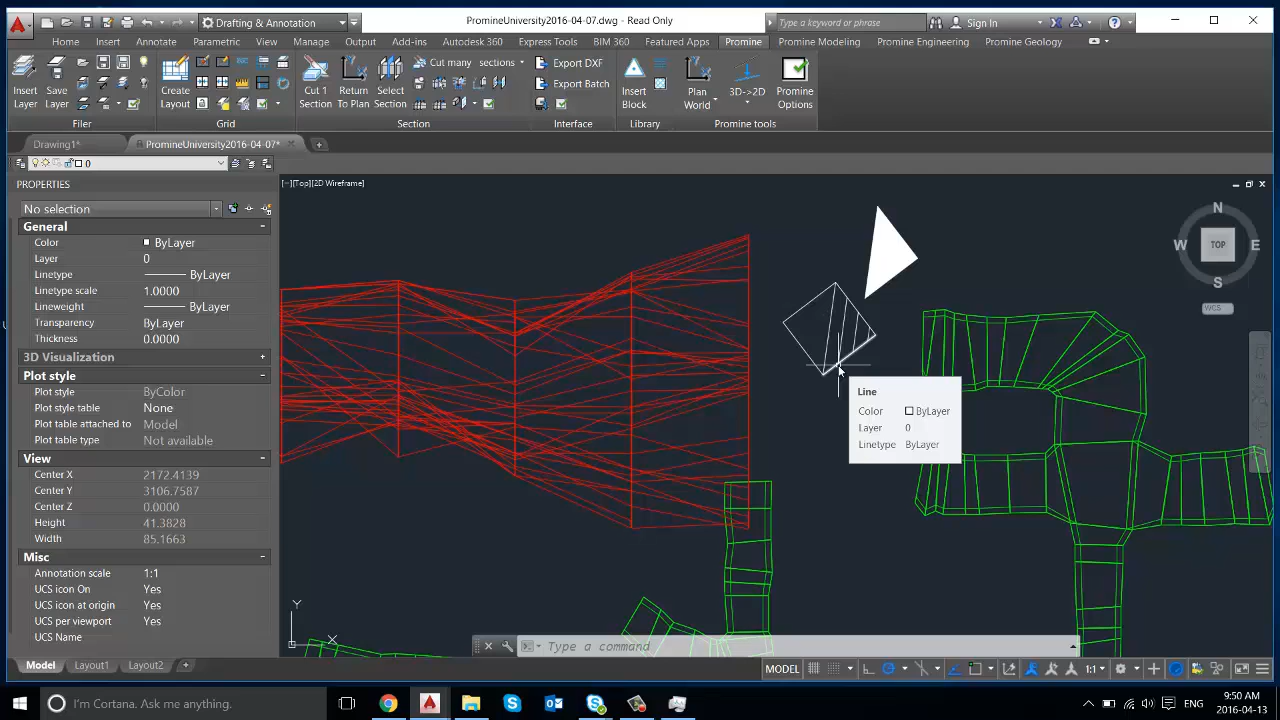 Drafting & Annotation
PromineUniversity2016-04-07.dwg - Read Only
Type a keyword or phrase
Sign In
Home Insert Annotate Parametric View Manage Output Add-ins Autodesk 360 Express Tools BIM 360 Featured Apps Promine Promine Modeling Promine Engineering Promine Geology
Insert Layer
Save Layer
Create Layout
Cut 1 Section
Return To Plan
Select Section
Cut many sections
Export DXF
Export Batch
Insert Block
Plan World
3D->2D
Promine Options
Filer Grid Section Interface Library Promine tools
Drawing1* PromineUniversity2016-04-07*
0
PROPERTIES
[−][Top][2D Wireframe]
No selection
General
Color ByLayer
Layer 0
Linetype ByLayer
Linetype scale 1.0000
Lineweight ByLayer
Transparency ByLayer
Thickness 0.0000
3D Visualization
Plot style
Plot style ByColor
Plot style table None
Plot table attached to Model
Plot table type Not available
View
Center X 2172.4139
Center Y 3106.7587
Center Z 0.0000
Height 41.3828
Width 85.1663
Misc
Annotation scale 1:1
UCS icon On Yes
UCS icon at origin Yes
UCS per viewport Yes
UCS Name
N
W TOP E
S
WCS
Line
Color ByLayer
Layer 0
Linetype ByLayer
Y
X
Type a command
Model Layout1 Layout2
MODEL
1:1
I'm Cortana. Ask me anything.
ENG
9:50 AM
2016-04-13